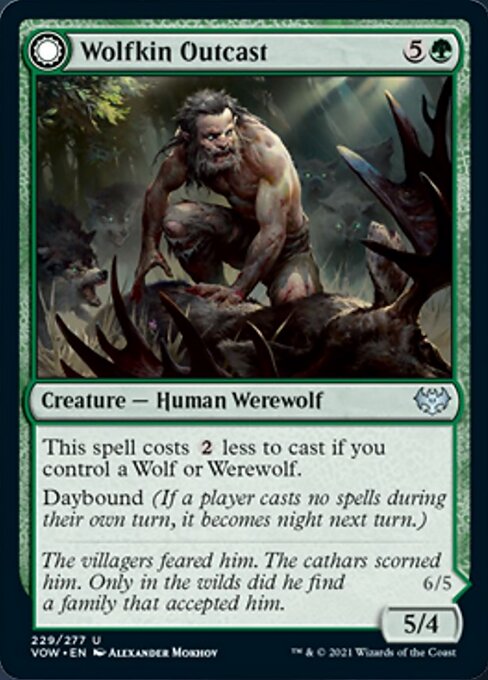 Wolfkin Outcast 5
Creature — Human Werewolf
This spell costs 2 less to cast if you
control a Wolf or Werewolf.
Daybound (If a player casts no spells during
their own turn, it becomes night next turn.)
The villagers feared him. The cathars scorned
him. Only in the wilds did he find
a family that accepted him.
6/5
5/4
229/277 U
VOW • EN ALEXANDER MOKHOV
™ & © 2021 Wizards of the Coast